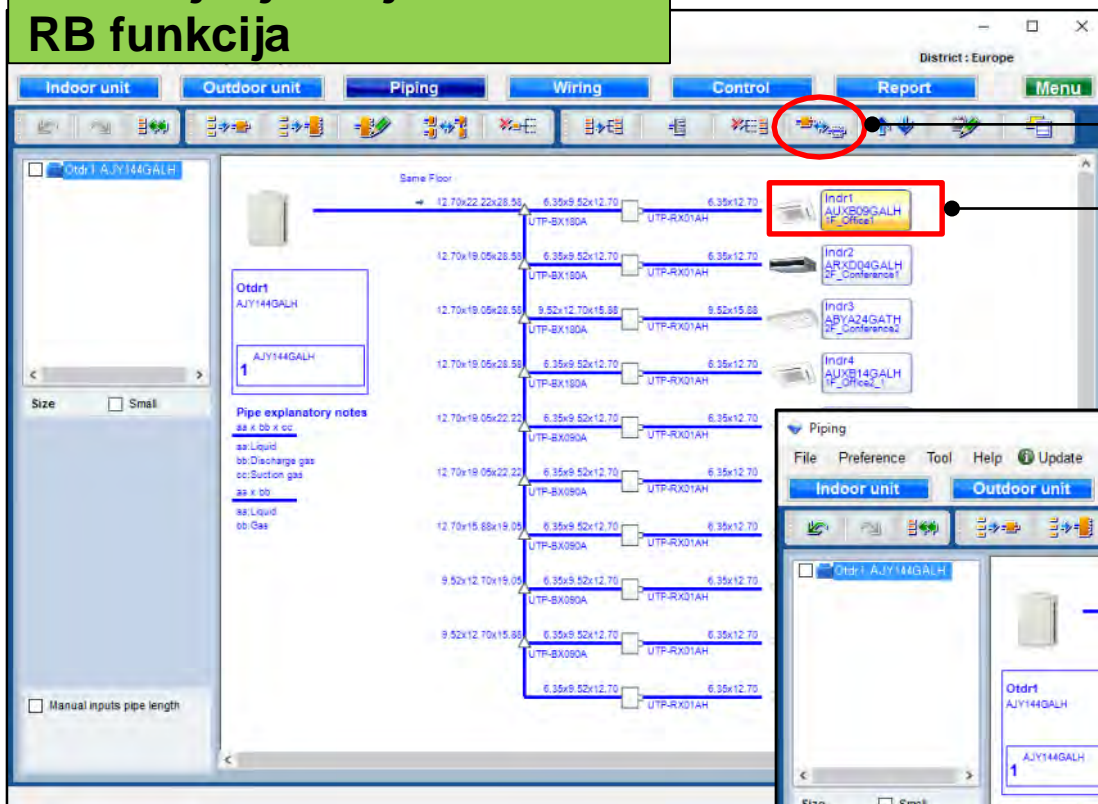 RB funkcija
District : Europe
Indoor unit Outdoor unit Piping Wiring Control Report Menu
Otdr1 AJY144GALH
Same Floor
12.70x22.22x28.58 6.35x9.52x12.70 6.35x12.70
UTP-BX180A UTP-RX01AH
Indr1
AUXB09GALH
1F_Office1
12.70x19.05x28.58 6.35x9.52x12.70 6.35x12.70
UTP-BX180A UTP-RX01AH
Indr2
ARXD04GALH
2F_Conference1
Otdr1
AJY144GALH
12.70x19.05x28.58 9.52x12.70x15.88 9.52x15.88
UTP-BX180A UTP-RX01AH
Indr3
ABYA24GATH
2F_Conference2
AJY144GALH
1
12.70x19.05x28.58 6.35x9.52x12.70 6.35x12.70
UTP-BX180A UTP-RX01AH
Indr4
AUXB14GALH
1F_Office2_1
Size Small
Pipe explanatory notes
aa x bb x cc
aa:Liquid
bb:Discharge gas
cc:Suction gas
aa x bb
aa:Liquid
bb:Gas
12.70x19.05x22.22 6.35x9.52x12.70 6.35x12.70
UTP-BX090A UTP-RX01AH
12.70x19.05x22.22 6.35x9.52x12.70 6.35x12.70
UTP-BX090A UTP-RX01AH
12.70x15.88x19.05 6.35x9.52x12.70 6.35x12.70
UTP-BX090A UTP-RX01AH
9.52x12.70x19.05 6.35x9.52x12.70 6.35x12.70
UTP-BX090A UTP-RX01AH
9.52x12.70x15.88 6.35x9.52x12.70 6.35x12.70
UTP-BX090A UTP-RX01AH
6.35x9.52x12.70 6.35x12.70
UTP-RX01AH
Manual inputs pipe length
Piping
File Preference Tool Help Update
Indoor unit Outdoor unit
Otdr1 AJY144GALH
Otdr1
AJY144GALH
AJY144GALH
1
Size Small